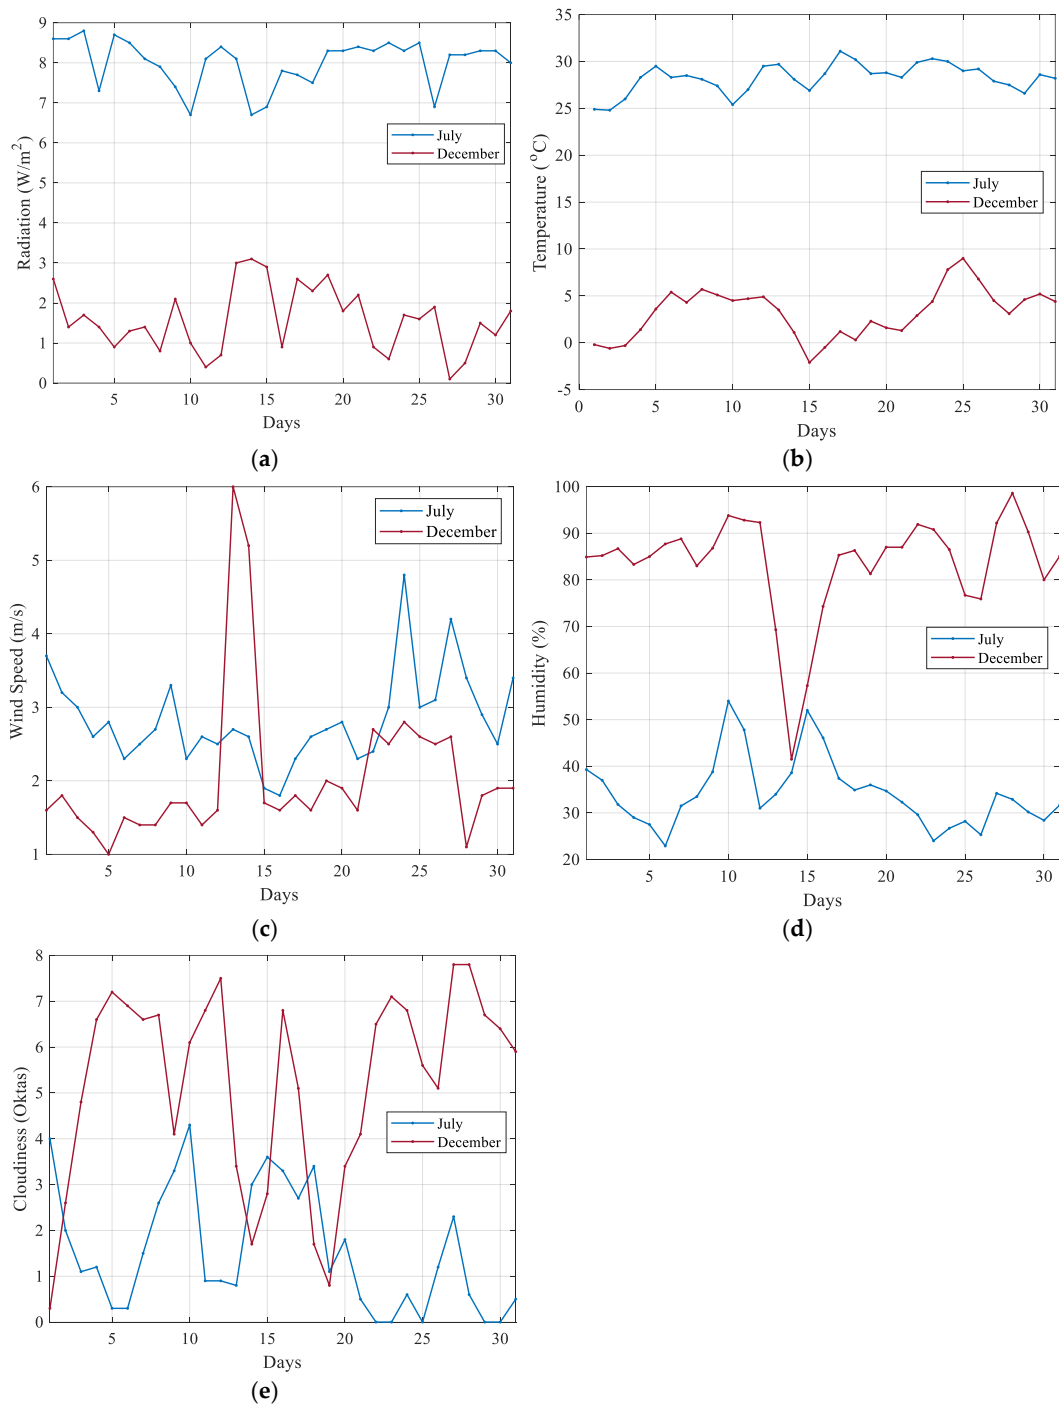 9
8
7
6
5
4
3
2
1
0
5
10
15
20
25
30
Radiation (W/m2)
Days
July
December
(a)
35
30
25
20
15
10
5
0
-5
0
5
10
15
20
25
30
Temperature (oC)
Days
July
December
(b)
6
5
4
3
2
1
5
10
15
20
25
30
Wind Speed (m/s)
Days
July
December
(c)
100
90
80
70
60
50
40
30
20
5
10
15
20
25
30
Humidity (%)
Days
July
December
(d)
8
7
6
5
4
3
2
1
0
5
10
15
20
25
30
Cloudiness (Oktas)
Days
July
December
(e)